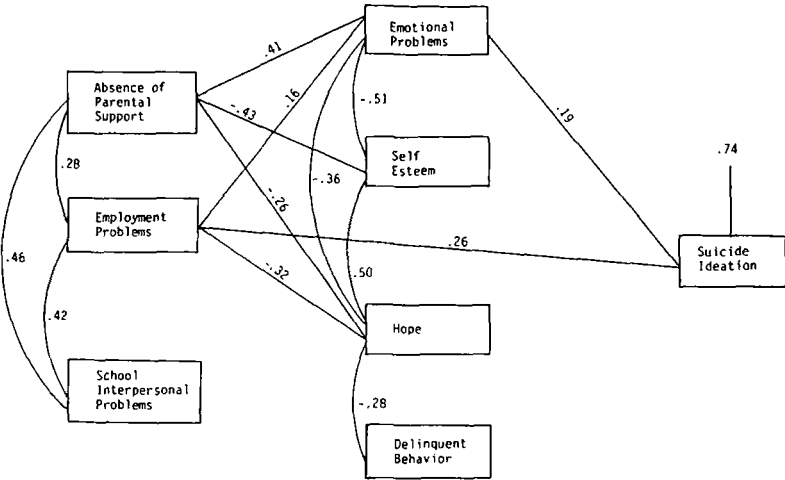 Emotional
Problems
.41
Absence of
Parental
Support
.16
-.51
-.43
.19
Self
Esteem
.74
.28
-.36
-.26
Employment
Problems
.26
Suicide
Ideation
.46
-.32
.50
.42
Hope
School
Interpersonal
Problems
-.28
Delinquent
Behavior